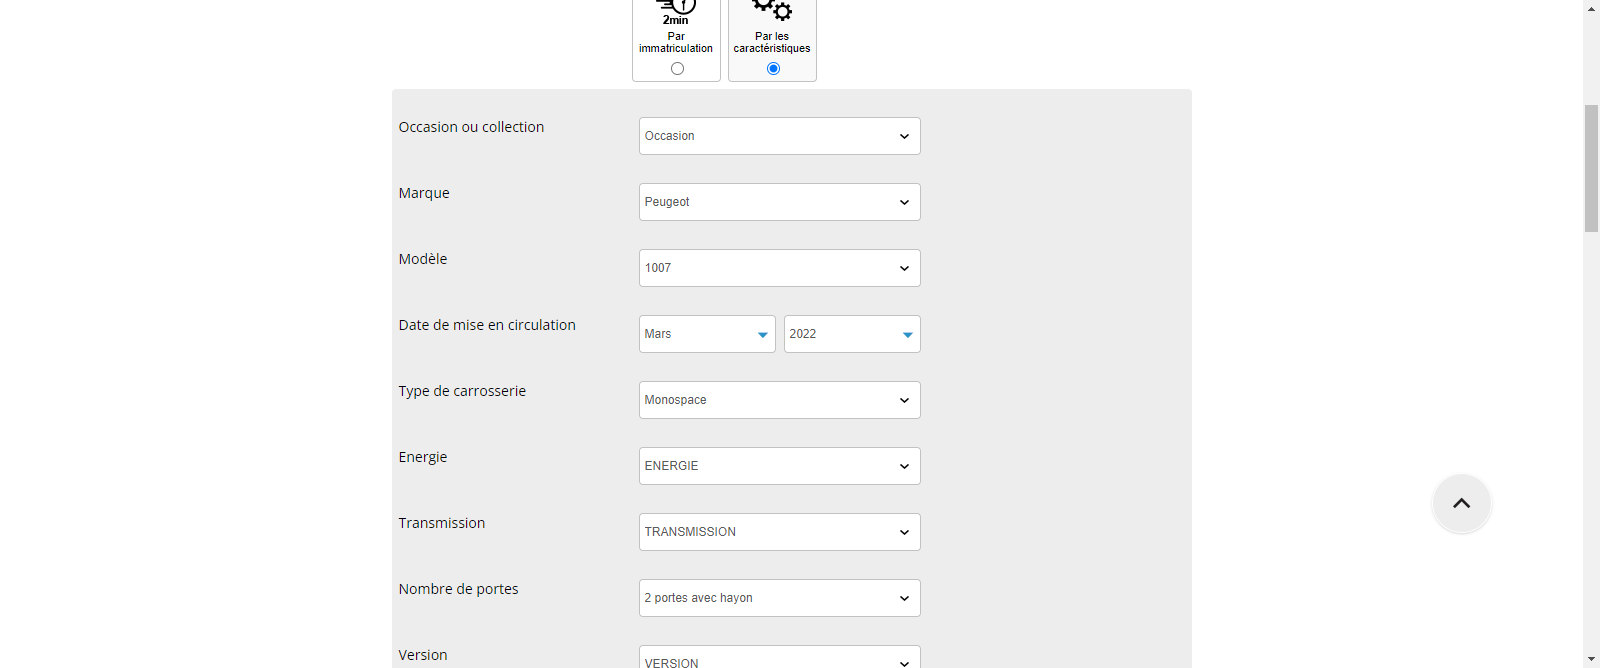 2min
Par
immatriculation
Par les
caractéristiques
Occasion ou collection
Occasion
Marque
Peugeot
Modèle
1007
Date de mise en circulation
Mars
2022
Type de carrosserie
Monospace
Energie
ENERGIE
Transmission
TRANSMISSION
Nombre de portes
2 portes avec hayon
Version
VERSION